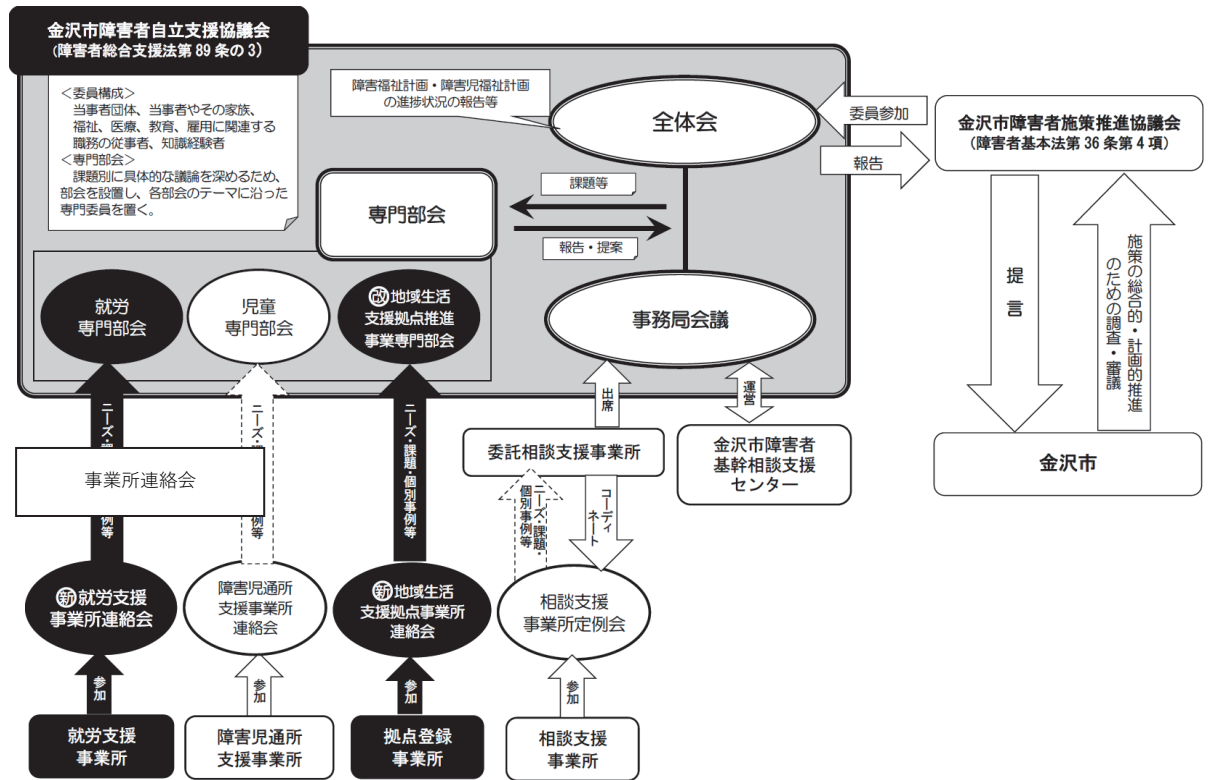 金沢市障害者自立支援協議会
(障害者総合支援法第89条の3)
<委員構成>
当事者団体、当事者やその家族、
福祉、医療、教育、雇用に関連する
職務の従事者、知識経験者
<専門部会>
課題別に具体的な議論を深めるため、
部会を設置し、各部会のテーマに沿った
専門委員を置く。
障害福祉計画・障害児福祉計画
の進捗状況の報告等
全体会
委員参加
報告
金沢市障害者施策推進協議会
(障害者基本法第36条第4項)
専門部会
課題等
報告・提案
就労
専門部会
児童
専門部会
改地域生活
支援拠点推進
事業専門部会
事務局会議
提言
施策の総合的・計画的推進
のための調査・審議
出席
運営
ニーズ・課
例等
ニーズ・課
例等
ニーズ・課題・個別事例等
事業所連絡会
委託相談支援事業所
金沢市障害者
基幹相談支援
センター
金沢市
ニーズ・課題・
個別事例等
コーディ
ネート
新就労支援
事業所連絡会
障害児通所
支援事業所
連絡会
新地域生活
支援拠点事業所
連絡会
相談支援
事業所定例会
参加
参加
参加
参加
就労支援
事業所
障害児通所
支援事業所
拠点登録
事業所
相談支援
事業所